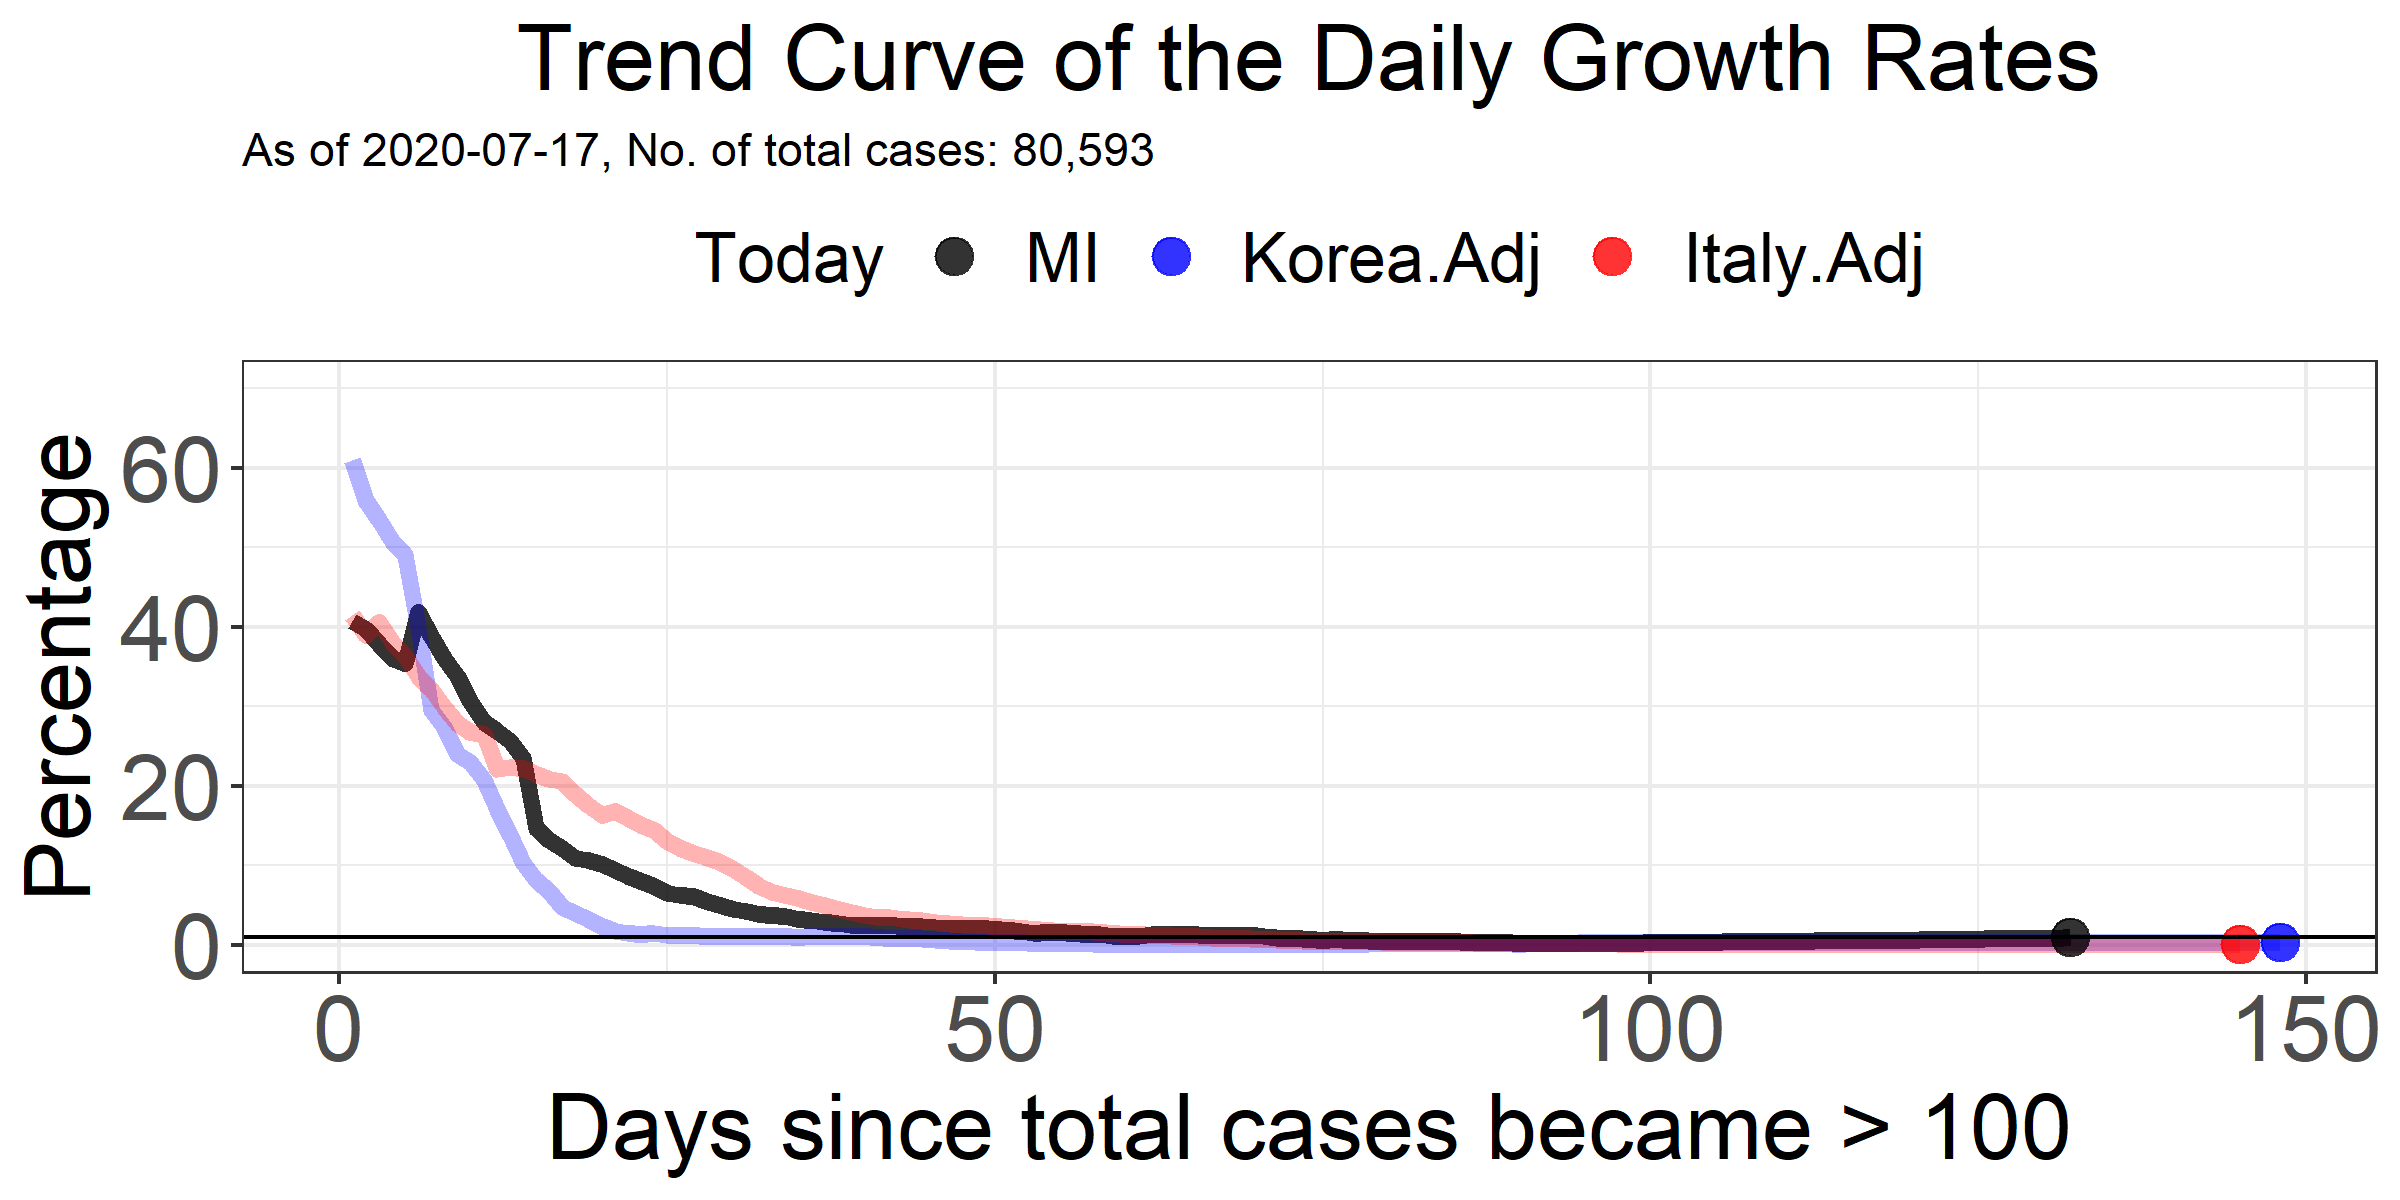 Trend Curve of the Daily Growth Rates
As of 2020-07-17, No. of total cases: 80,593
Today MI Korea.Adj Italy.Adj
Percentage
60
40
20
0
0 50 100 150
Days since total cases became > 100